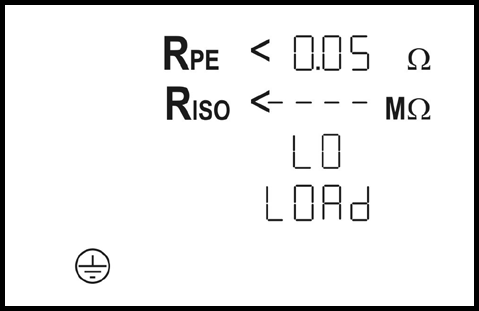 RPE < 0.05 Ω
RISO <---- MΩ
LO
LOAd